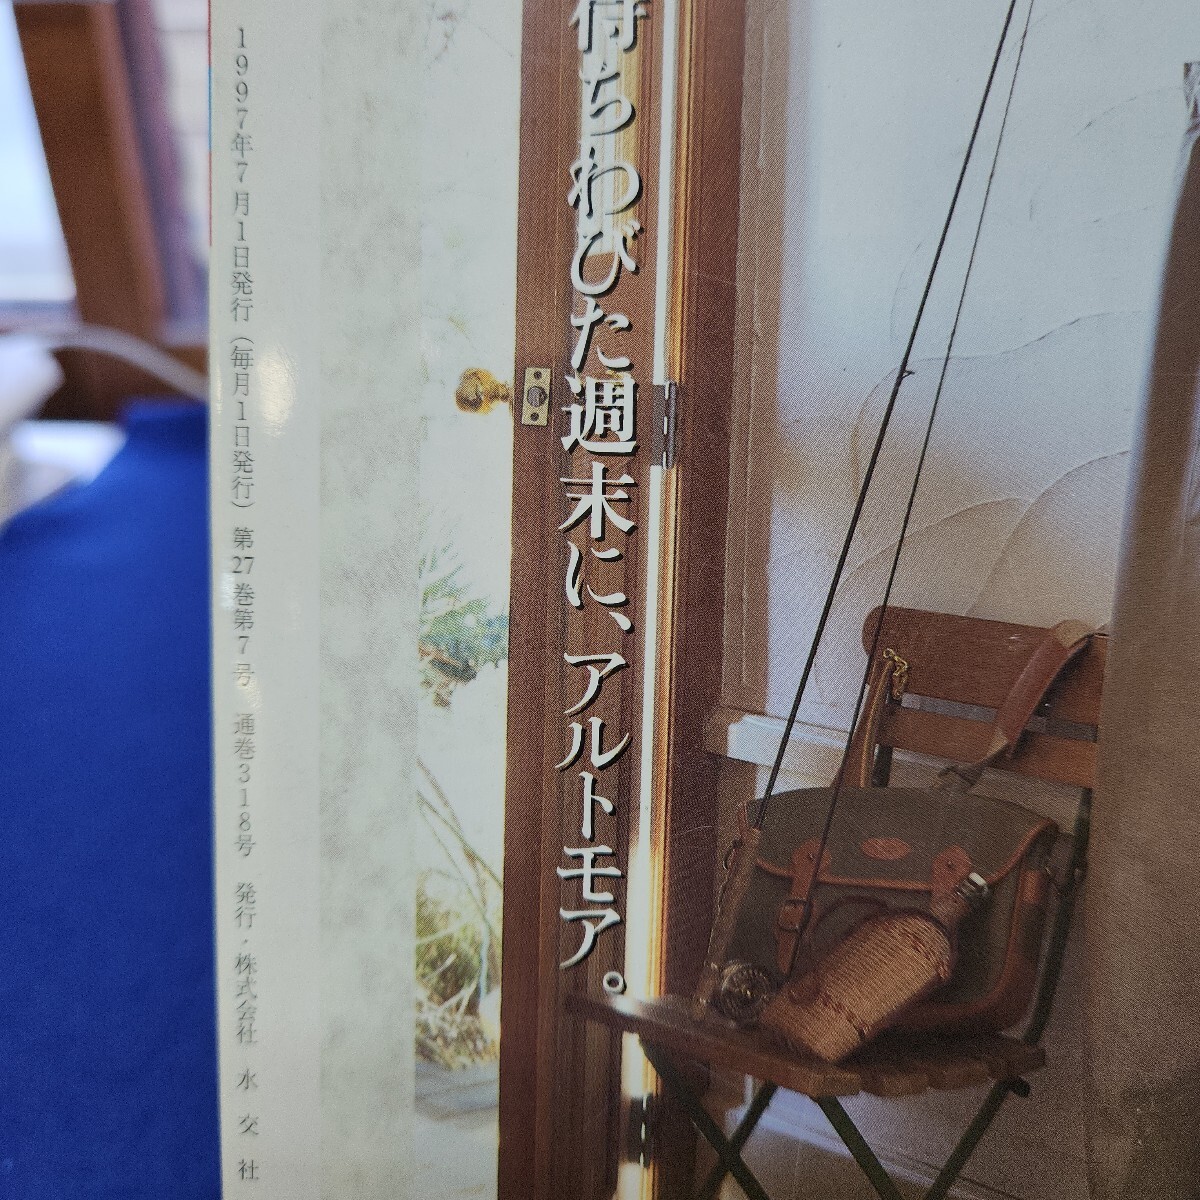 待ちわびた週末に、アルトモア。
1997年7月1日発行（毎月1日発行）第27巻第7号　通巻318号　発行・株式会社　水交社